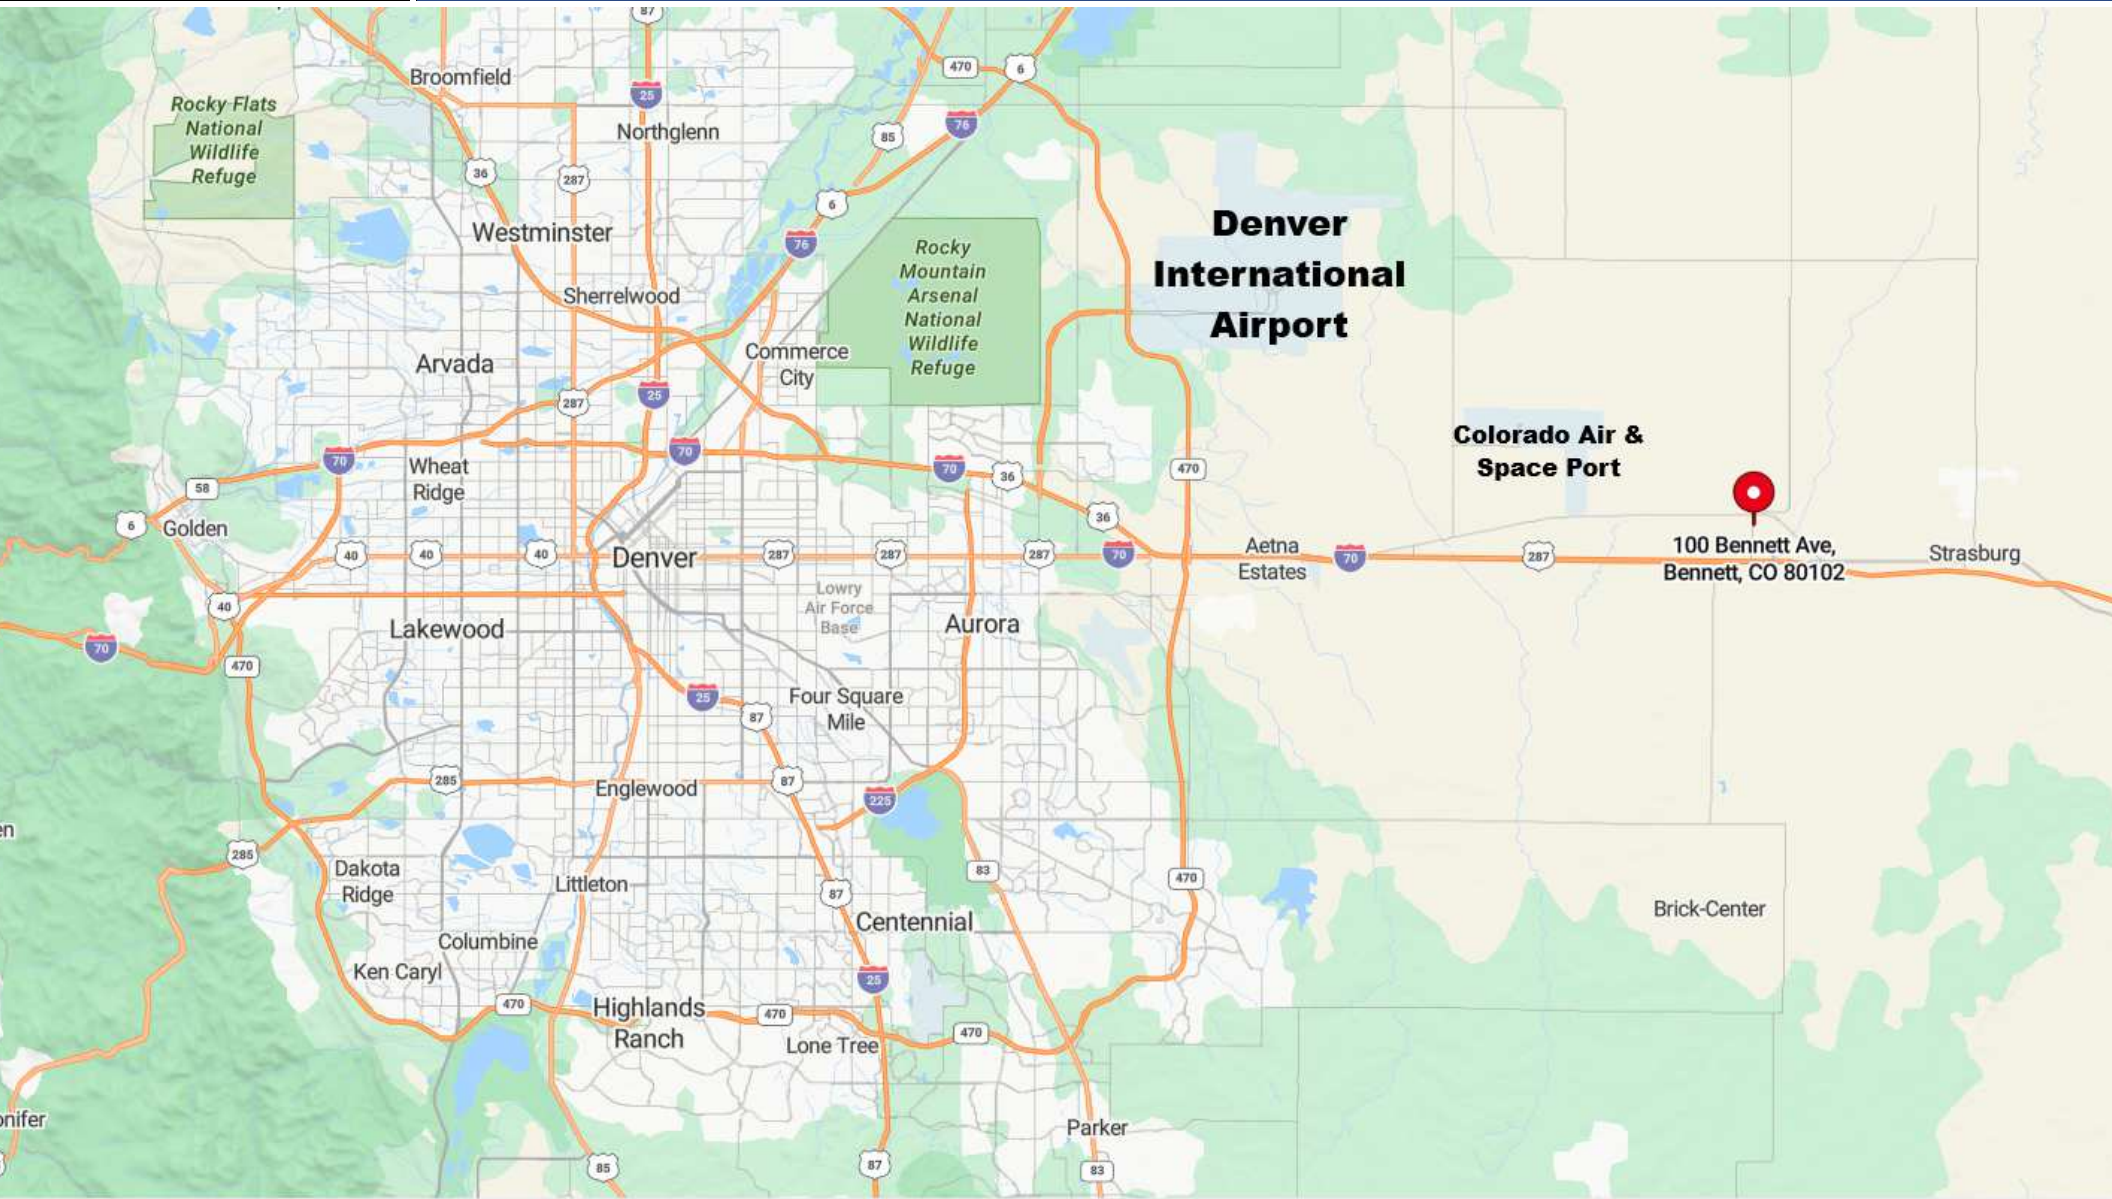 87
Broomfield
470
6
25
Rocky Flats
National
Wildlife
Refuge
Northglenn
76
85
36
287
6
Westminster
76
Denver
International
Airport
Rocky
Mountain
Arsenal
National
Wildlife
Refuge
Sherrelwood
Commerce
City
Arvada
25
287
Colorado Air &
Space Port
70
70
70
36
470
Wheat
Ridge
58
6
Golden
36
40
40
40
Denver
287
287
287
70
Aetna
Estates
70
287
100 Bennett Ave,
Bennett, CO 80102
Strasburg
40
Lowry
Air Force
Base
Lakewood
Aurora
70
470
25
87
Four Square
Mile
285
Englewood
87
225
en
285
Dakota
Ridge
Littleton
87
83
470
Centennial
Brick-Center
Columbine
Ken Caryl
25
470
Highlands
Ranch
470
Lone Tree
470
onifer
Parker
85
87
83